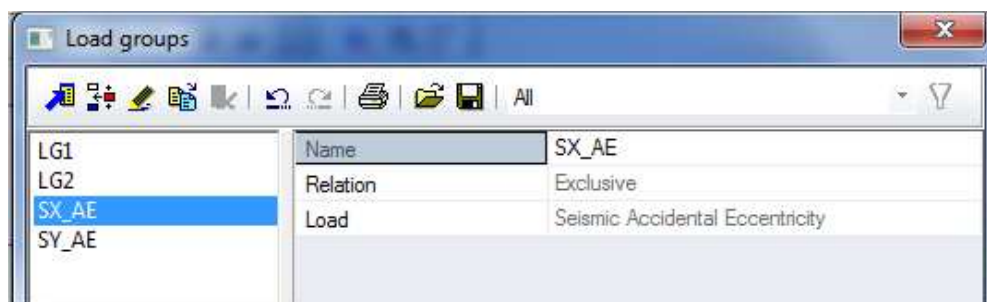 Load groups
All
LG1
LG2
SX_AE
SY_AE
Name SX_AE
Relation Exclusive
Load Seismic Accidental Eccentricity